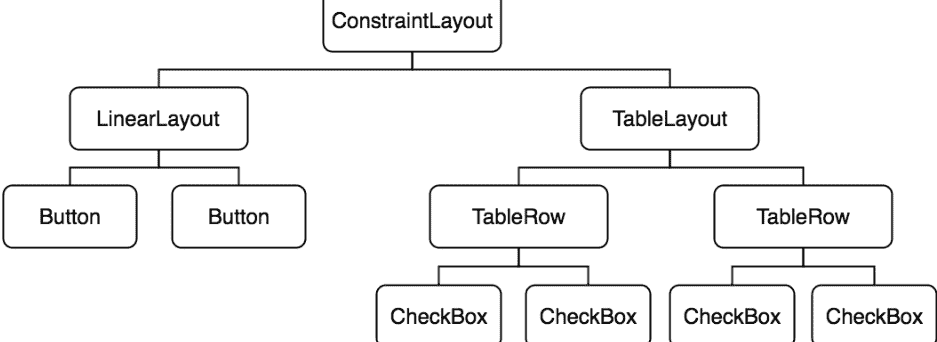 ConstraintLayout
LinearLayout
TableLayout
Button
Button
TableRow
TableRow
CheckBox
CheckBox
CheckBox
CheckBox